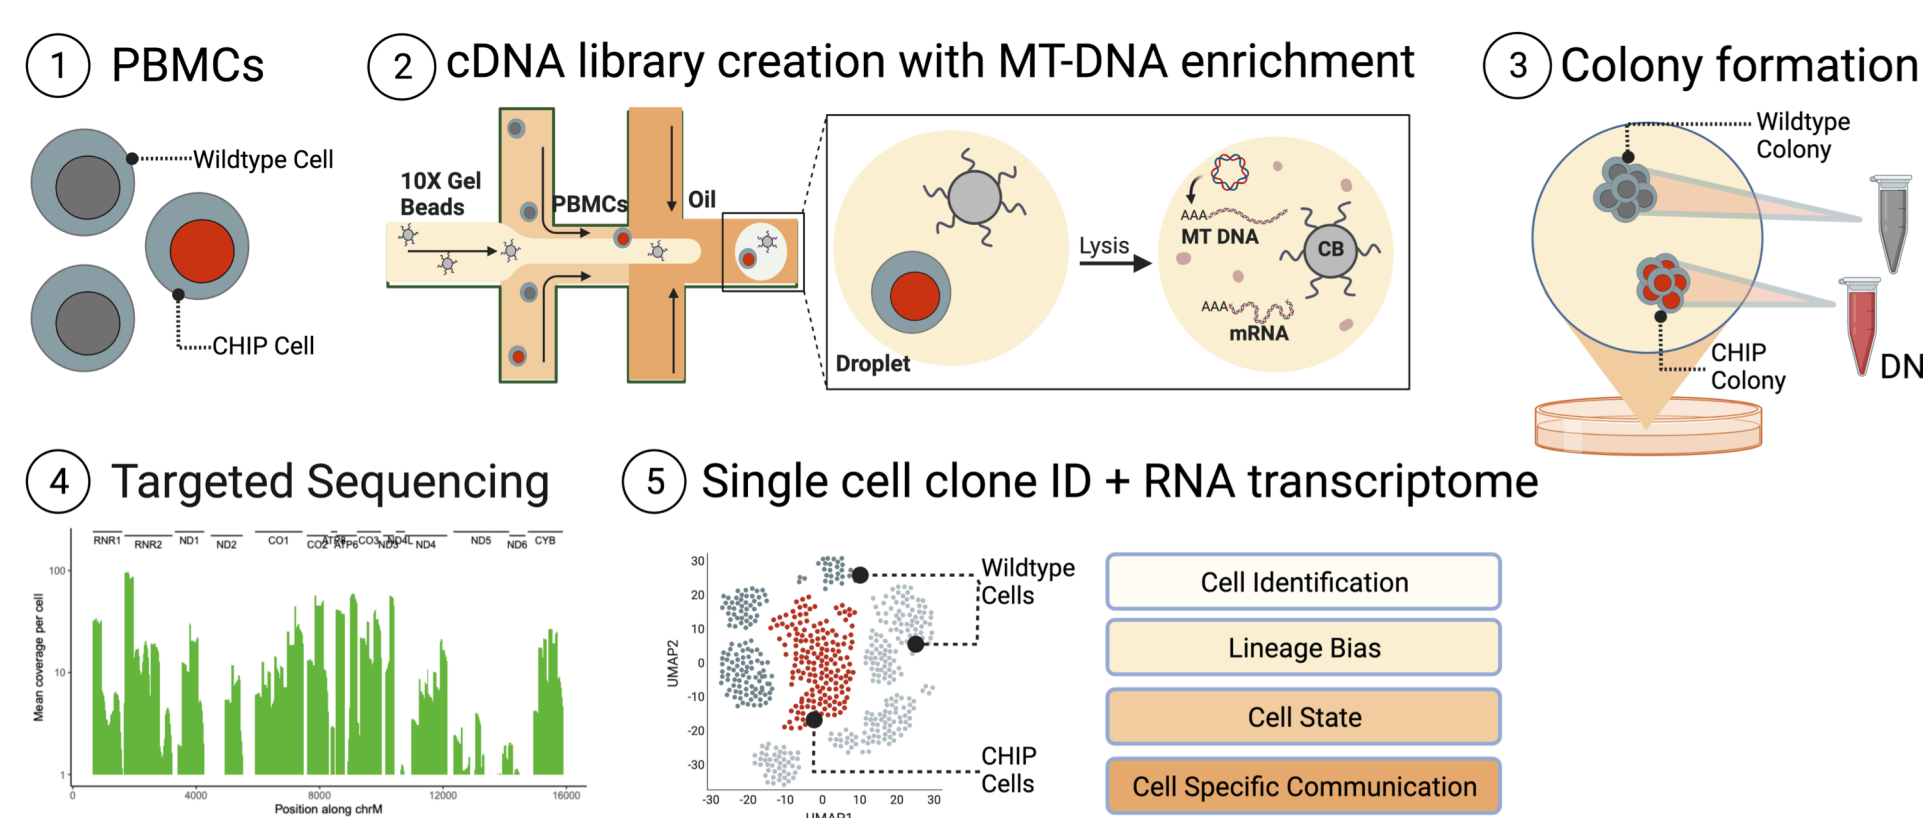 1 PBMCs
Wildtype Cell
CHIP Cell
2 cDNA library creation with MT-DNA enrichment
10X Gel
Beads
PBMCs
Oil
Droplet
Lysis
AAA
MT DNA
CB
AAA
mRNA
3 Colony formation
Wildtype
Colony
CHIP
Colony
DN
4 Targeted Sequencing
RNR1 RNR2 ND1 ND2 CO1 CO2 ATP8 ATP6 CO3 ND3 ND4L ND4 ND5 ND6 CYB
Mean coverage per cell
100
10
1
0 4000 8000 12000 16000
Position along chrM
5 Single cell clone ID + RNA transcriptome
UMAP2
30
20
10
0
-10
-20
-30
-30 -20 -10 0 10 20 30
UMAP1
Wildtype
Cells
CHIP
Cells
Cell Identification
Lineage Bias
Cell State
Cell Specific Communication